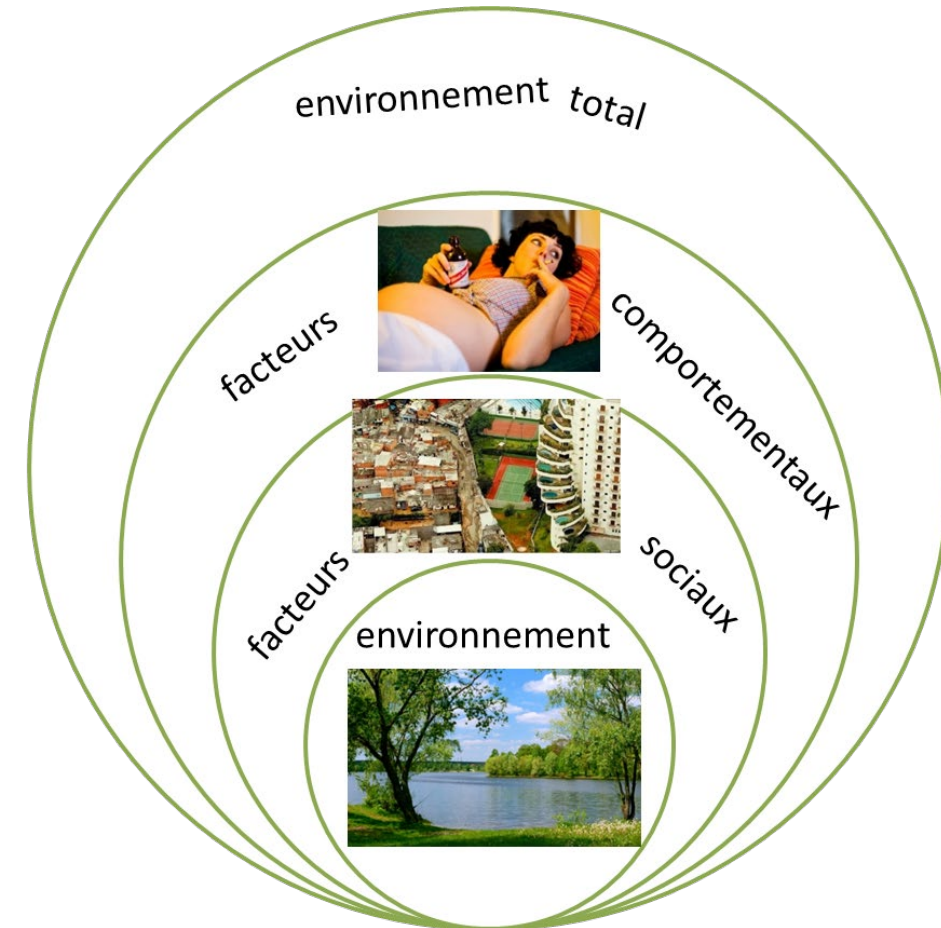 environnement total
facteurs comportementaux
facteurs sociaux
environnement